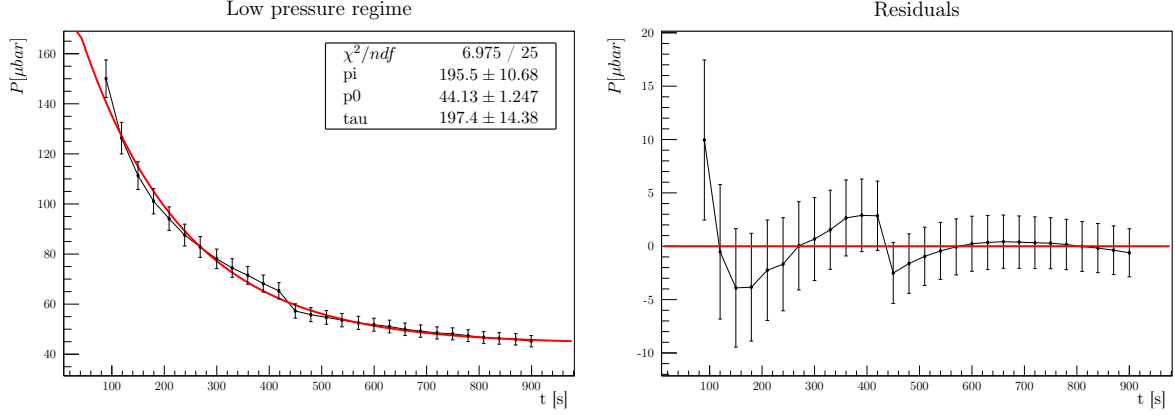 Low pressure regime
P[μbar]
160
140
120
100
80
60
40
χ²/ndf 6.975 / 25
pi 195.5 ± 10.68
p0 44.13 ± 1.247
tau 197.4 ± 14.38
100 200 300 400 500 600 700 800 900
t [s]
Residuals
P[μbar]
20
15
10
5
0
-5
-10
100 200 300 400 500 600 700 800 900
t [s]